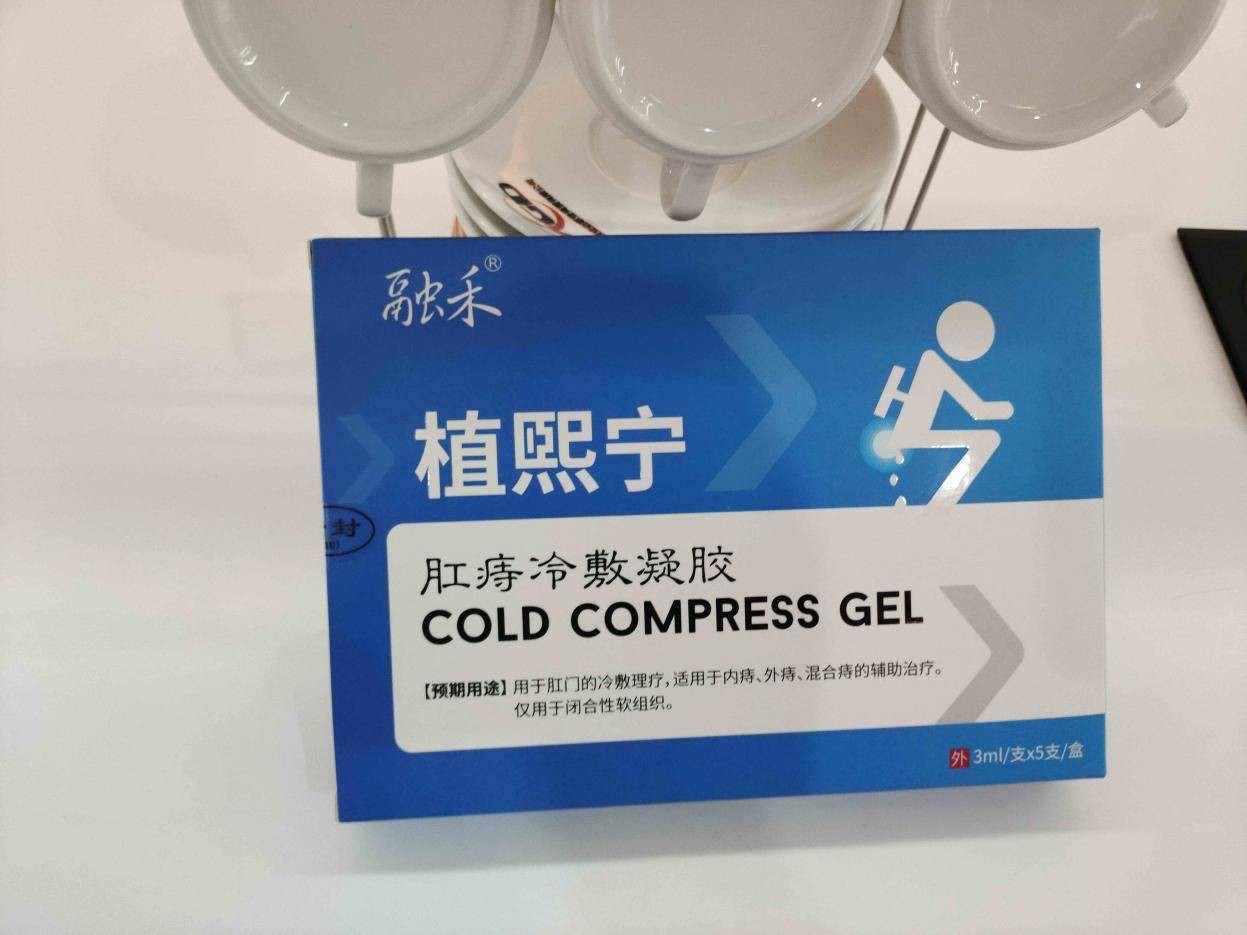 融禾®
植熙宁
封
肛痔冷敷凝胶
COLD COMPRESS GEL
【预期用途】用于肛门的冷敷理疗,适用于内痔、外痔、混合痔的辅助治疗。
仅用于闭合性软组织。
外 3ml/支x5支/盒